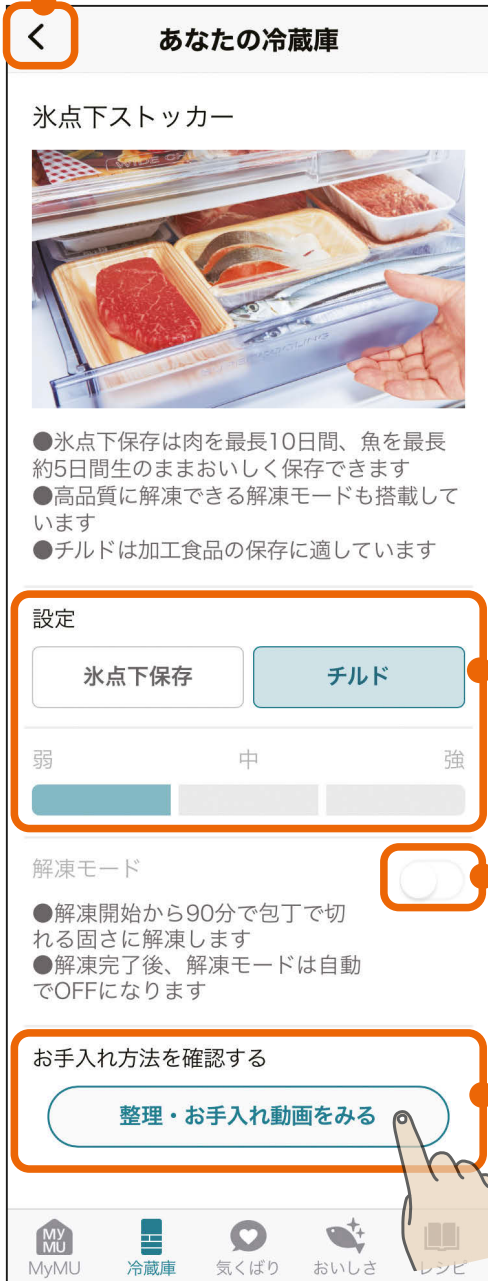 あなたの冷蔵庫
氷点下ストッカー
●氷点下保存は肉を最長10日間、魚を最長
約5日間生のままおいしく保存できます
●高品質に解凍できる解凍モードも搭載して
います
●チルドは加工食品の保存に適しています
設定
氷点下保存 チルド
弱 中 強
解凍モード
●解凍開始から90分で包丁で切
れる固さに解凍します
●解凍完了後、解凍モードは自動
でOFFになります
お手入れ方法を確認する
整理・お手入れ動画をみる
MY
MU
MyMU 冷蔵庫 気くばり おいしさ レシピ